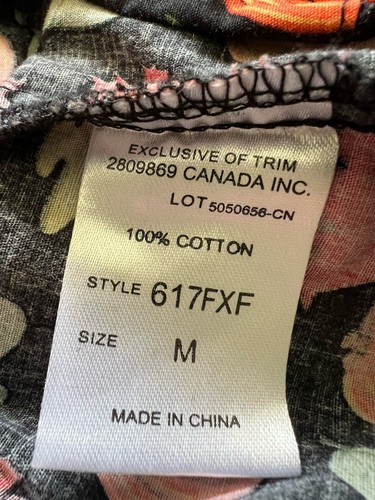 EXCLUSIVE OF TRIM
2809869 CANADA INC.
LOT 5050656-CN
100% COTTON
STYLE 617FXF
SIZE M
MADE IN CHINA